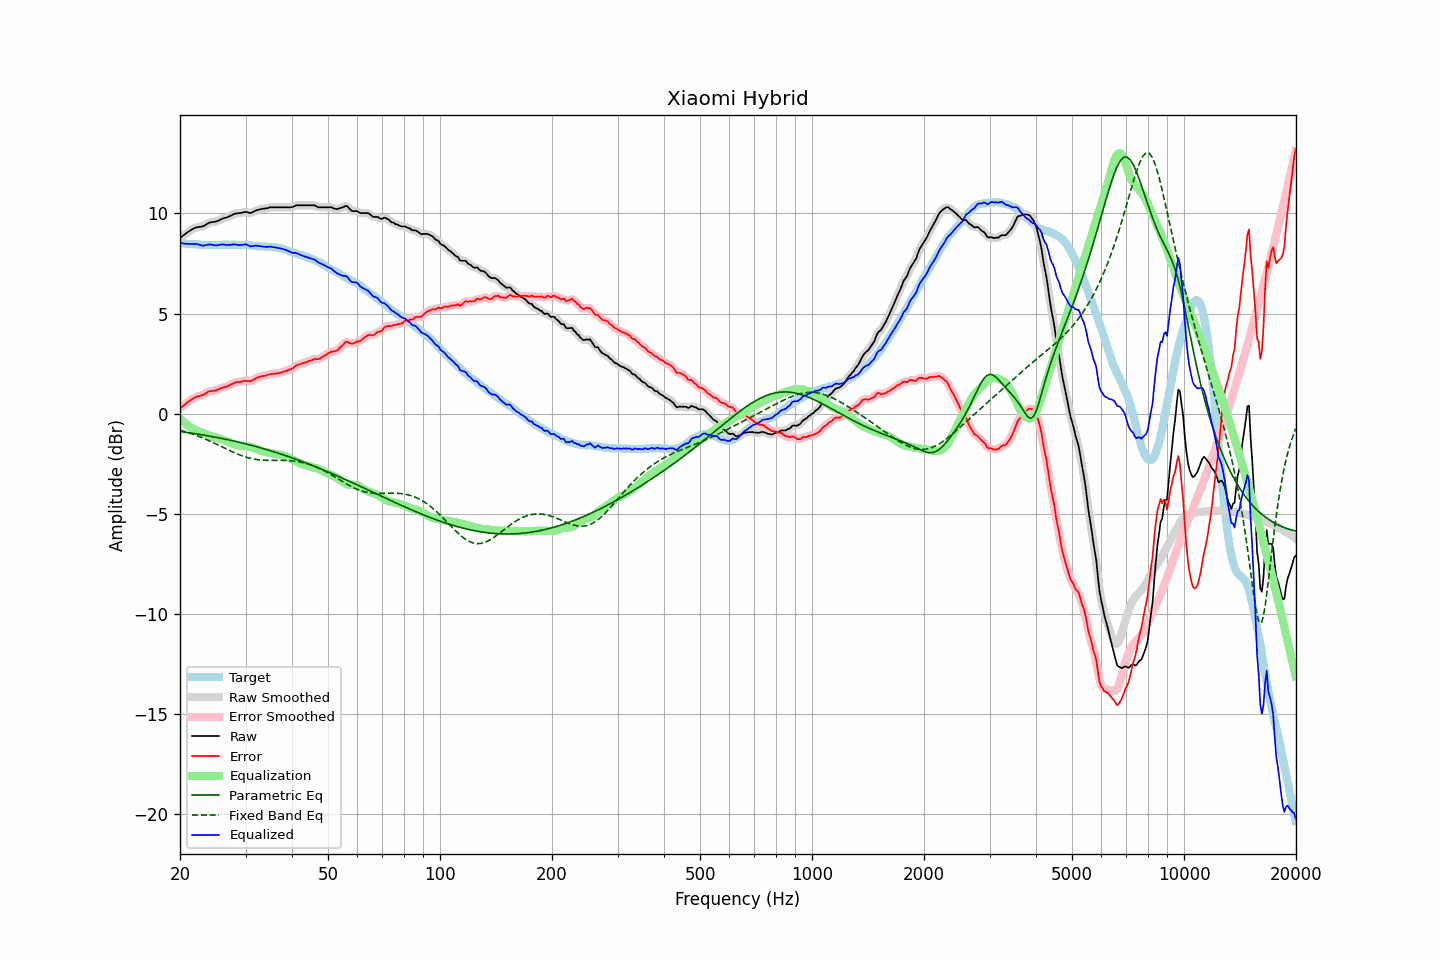 Xiaomi Hybrid
Amplitude (dBr)
10
5
0
−5
−10
−15
−20
Target
Raw Smoothed
Error Smoothed
Raw
Error
Equalization
Parametric Eq
Fixed Band Eq
Equalized
20 50 100 200 500 1000 2000 5000 10000 20000
Frequency (Hz)